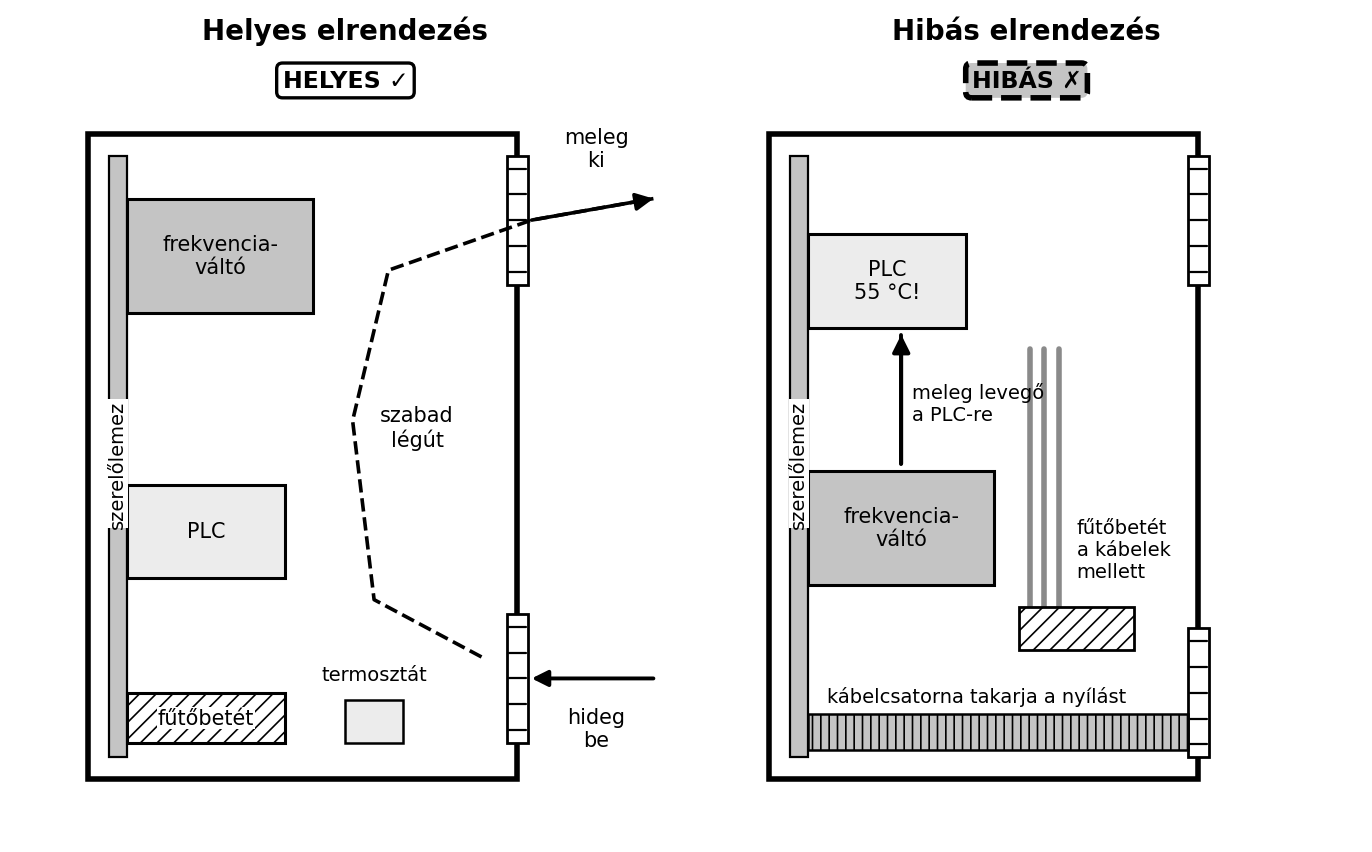 Helyes elrendezés
HELYES ✓
meleg
ki
frekvencia-
váltó
szabad
légút
szerelőlemez
PLC
termosztát
fűtőbetét
hideg
be
Hibás elrendezés
HIBÁS ✗
PLC
55 °C!
meleg levegő
a PLC-re
szerelőlemez
frekvencia-
váltó
fűtőbetét
a kábelek
mellett
kábelcsatorna takarja a nyílást